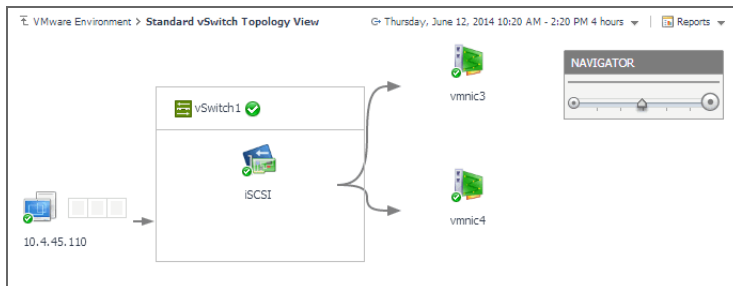 VMware Environment > Standard vSwitch Topology View Thursday, June 12, 2014 10:20 AM - 2:20 PM 4 hours | Reports
NAVIGATOR
vmnic3
vSwitch1
iSCSI
vmnic4
10.4.45.110